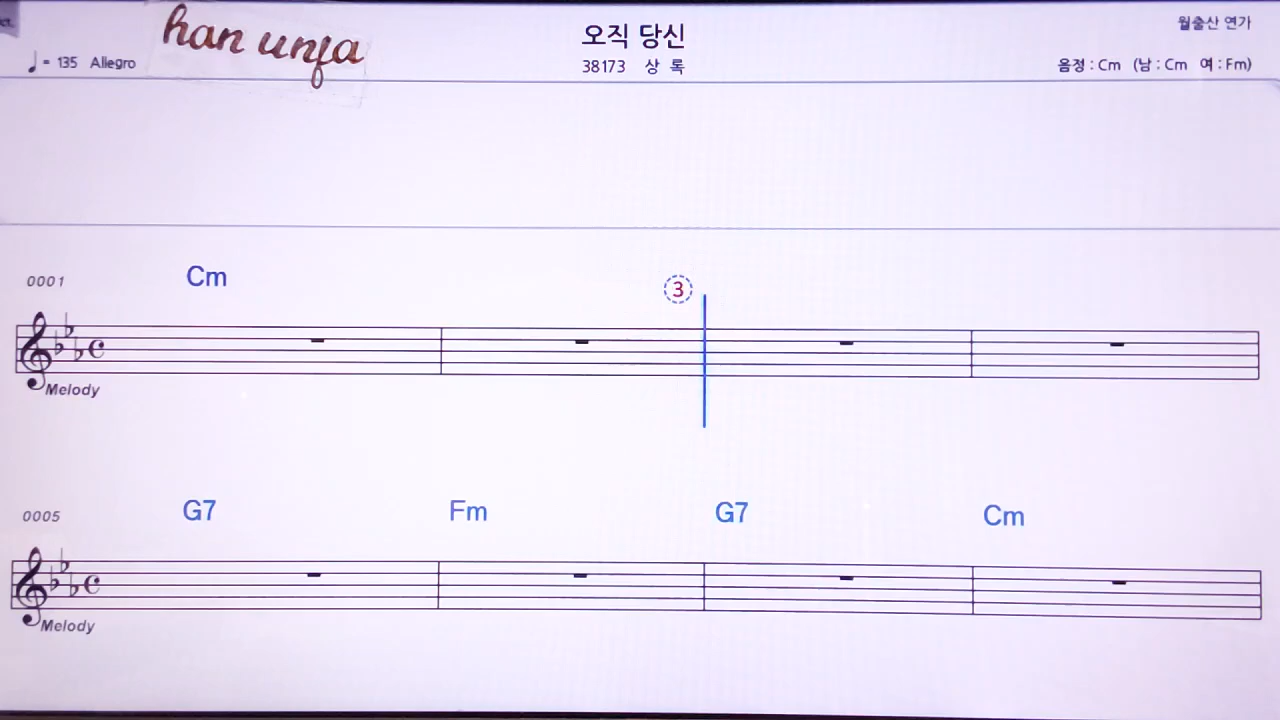 han unja
오직 당신
월출산 연가
♩ = 135 Allegro
38173 상 록
음정 : Cm (남 : Cm 여 : Fm)
0001 Cm
3
Melody
0005 G7 Fm G7 Cm
Melody